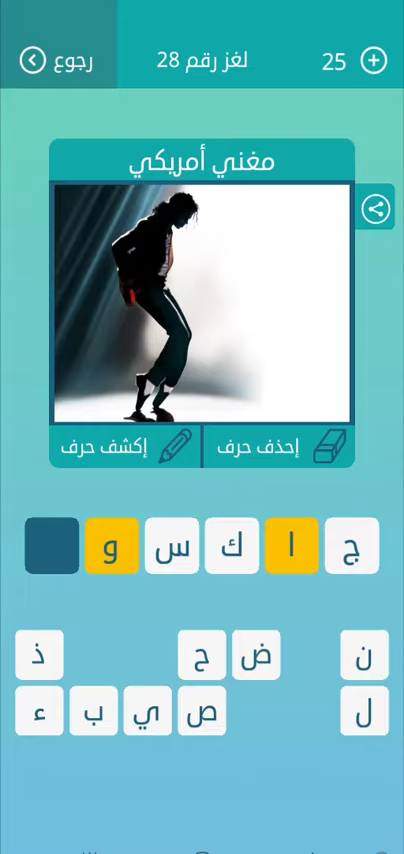 رجوع لغز رقم 28 25
مغني أمريكي
إحذف حرف إكشف حرف
ج ا ك س و
ن ض ح ذ
ل ص ي ب ء